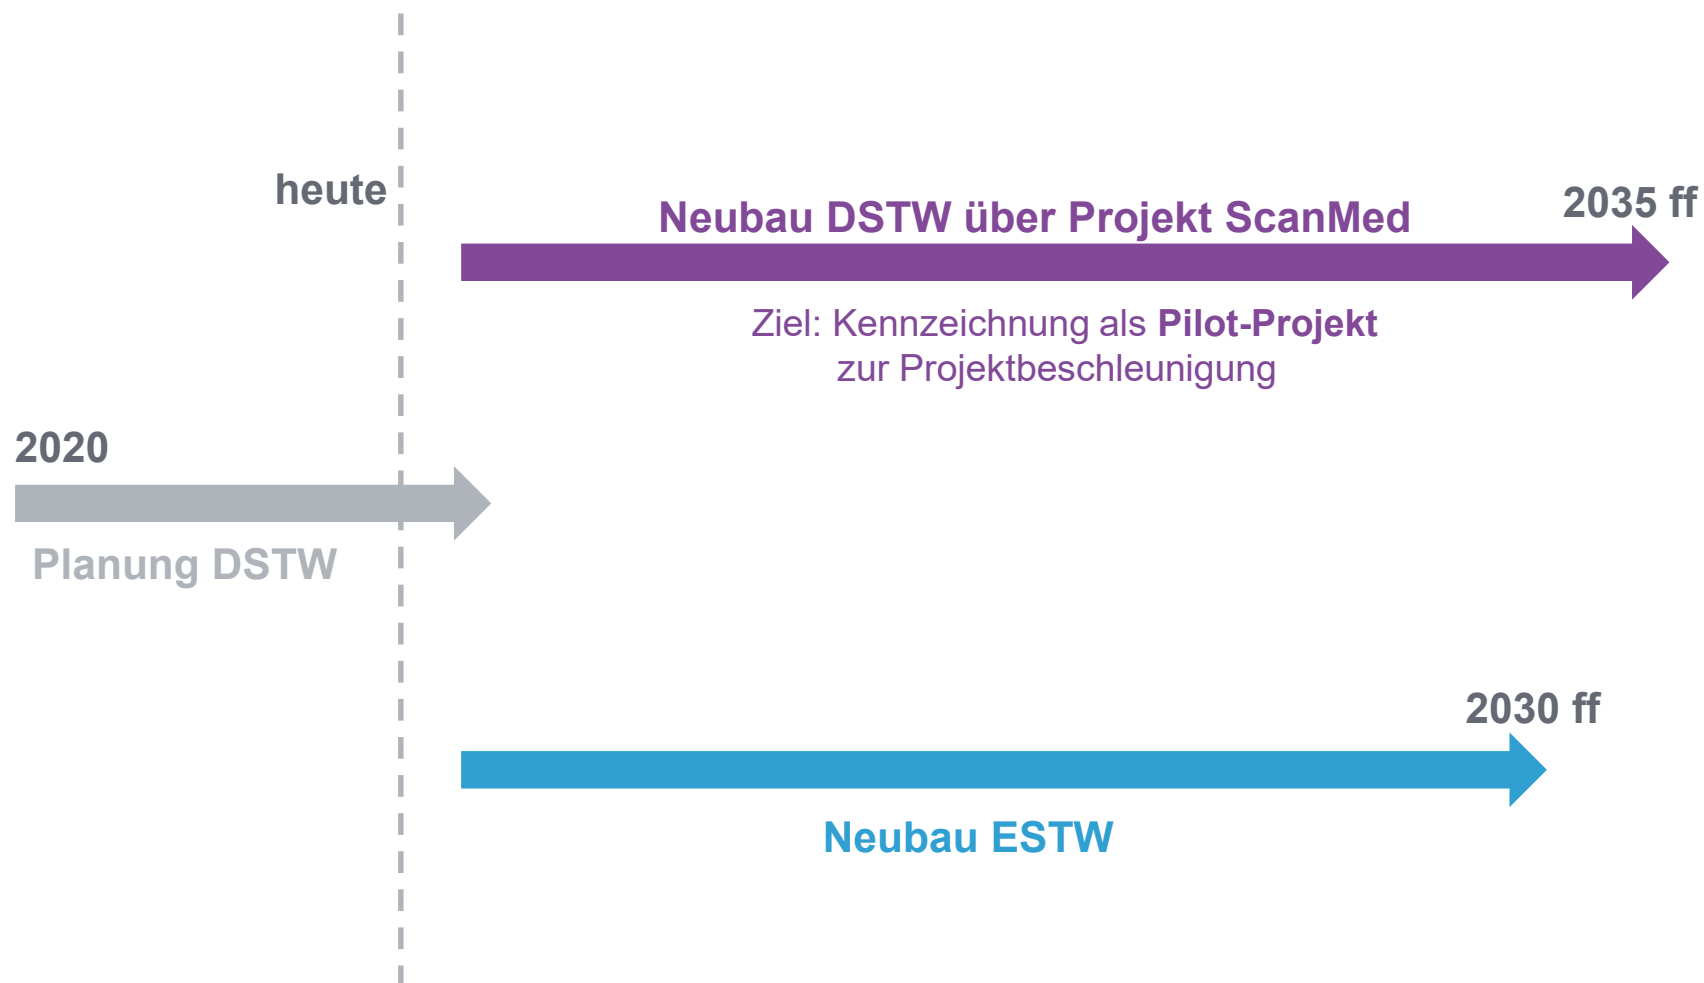 heute
Neubau DSTW über Projekt ScanMed
2035 ff
Ziel: Kennzeichnung als Pilot-Projekt
zur Projektbeschleunigung
2020
Planung DSTW
2030 ff
Neubau ESTW